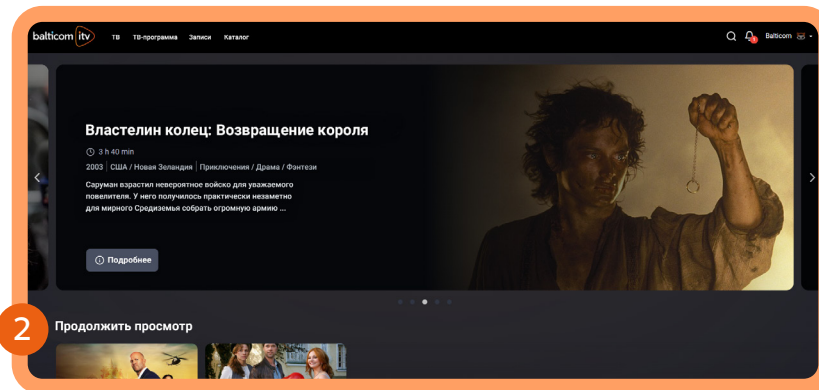 balticom itv
ТВ ТВ-программа Записи Каталог
1 Balticom
Властелин колец: Возвращение короля
3 h 40 min
2003 | США / Новая Зеландия | Приключения / Драма / Фэнтези
Саруман взрастил невероятное войско для уважаемого
повелителя. У него получилось практически незаметно
для мирного Средиземья собрать огромную армию ...
Подробнее
2
Продолжить просмотр